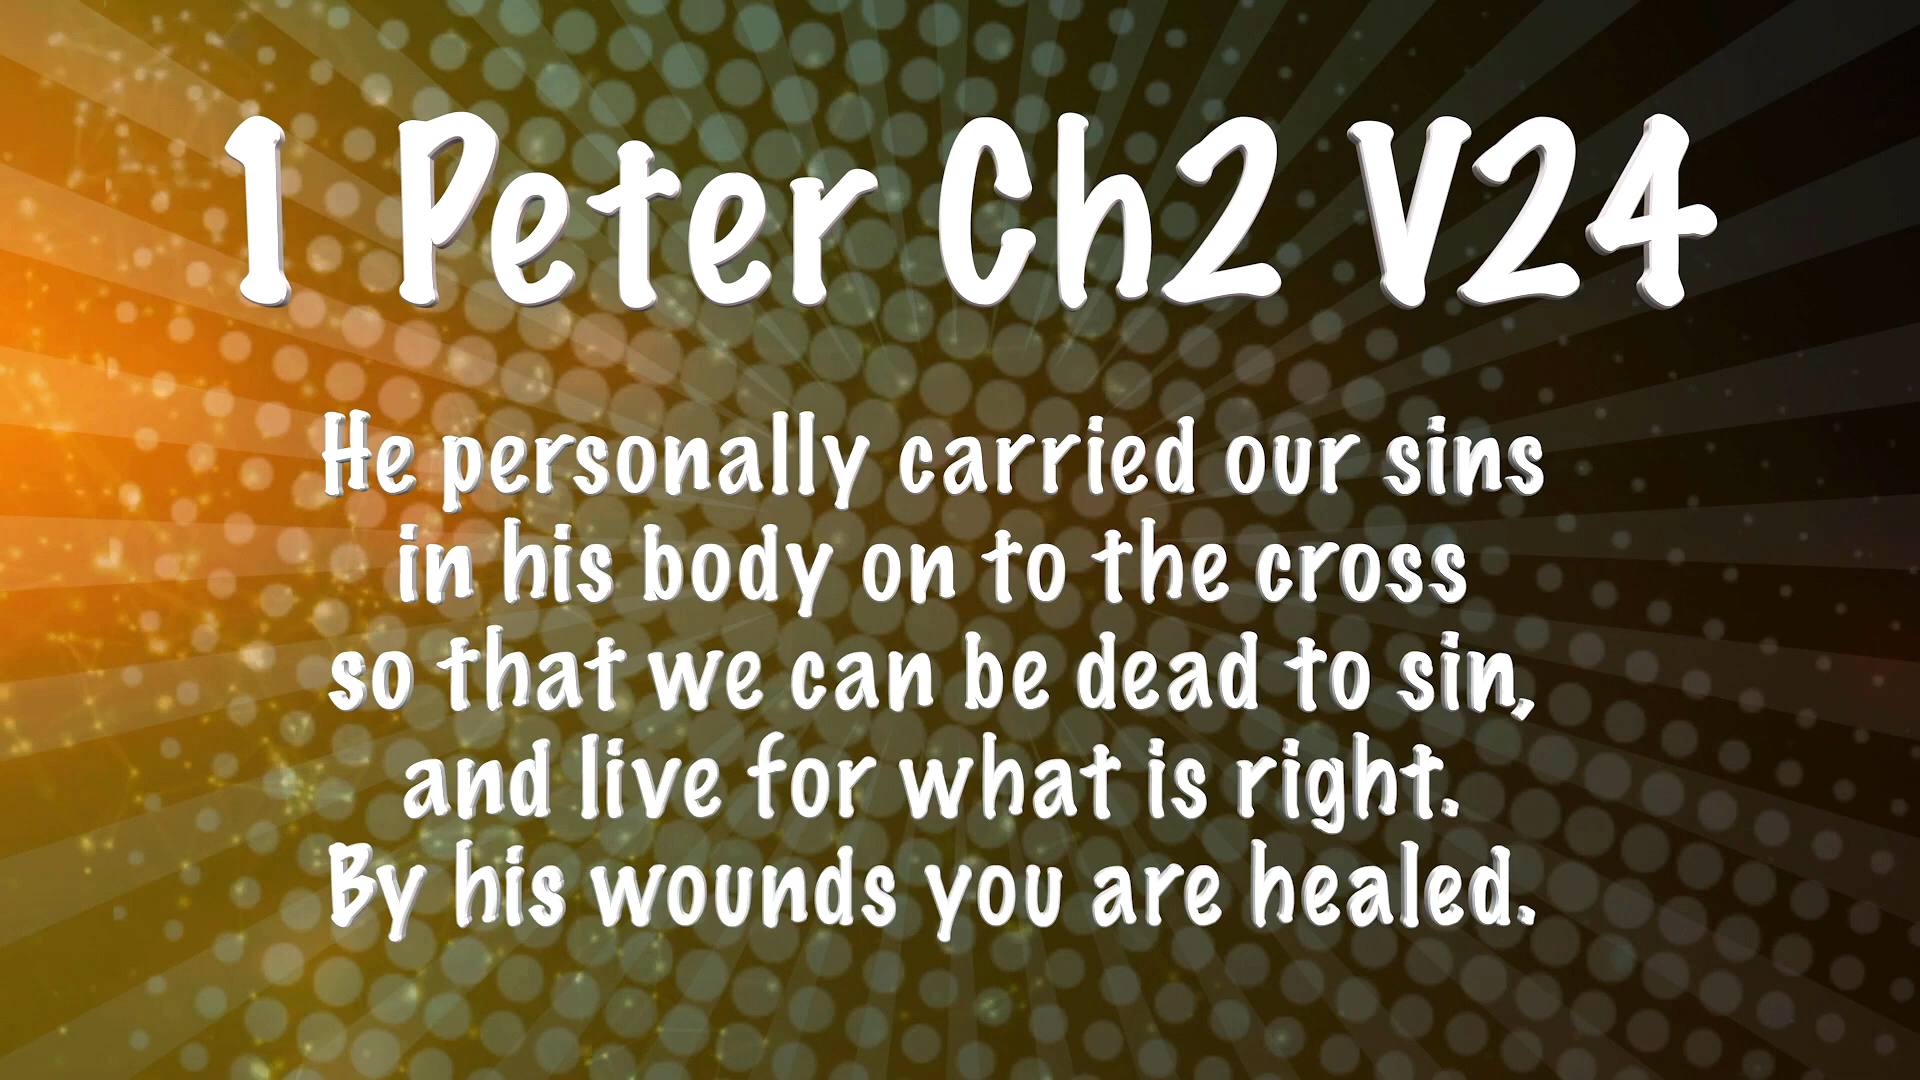 1 Peter Ch2 V24
He personally carried our sins
in his body on to the cross
so that we can be dead to sin,
and live for what is right.
By his wounds you are healed.